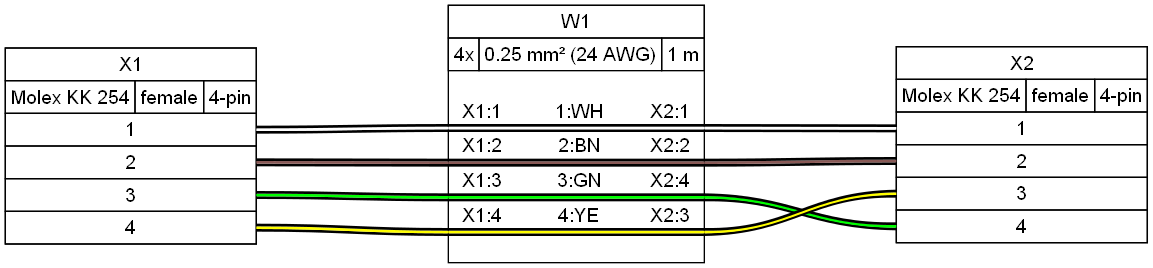 X1
Molex KK 254 female 4-pin
1
2
3
4
W1
4x 0.25 mm² (24 AWG) 1 m
X1:1 1:WH X2:1
X1:2 2:BN X2:2
X1:3 3:GN X2:4
X1:4 4:YE X2:3
X2
Molex KK 254 female 4-pin
1
2
3
4